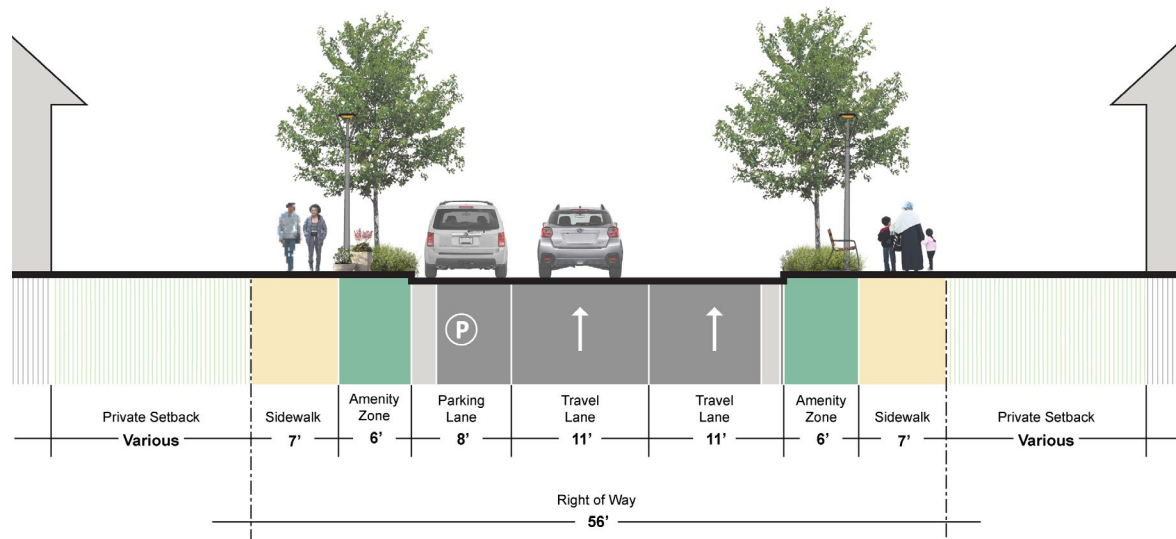 P
Private Setback
Various
Sidewalk
7’
Amenity
Zone
6’
Parking
Lane
8’
Travel
Lane
11’
Travel
Lane
11’
Amenity
Zone
6’
Sidewalk
7’
Private Setback
Various
Right of Way
56’